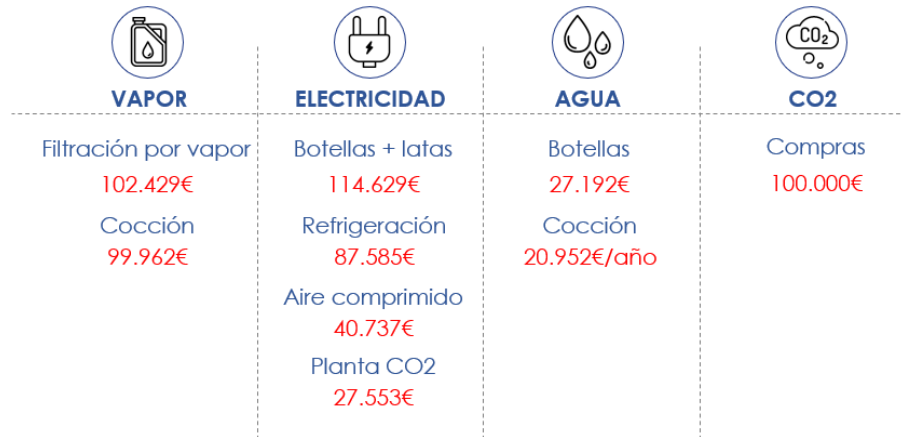 CO2
VAPOR
Filtración por vapor
102.429€
Cocción
99.962€
ELECTRICIDAD
Botellas + latas
114.629€
Refrigeración
87.585€
Aire comprimido
40.737€
Planta CO2
27.553€
AGUA
Botellas
27.192€
Cocción
20.952€/año
CO2
Compras
100.000€